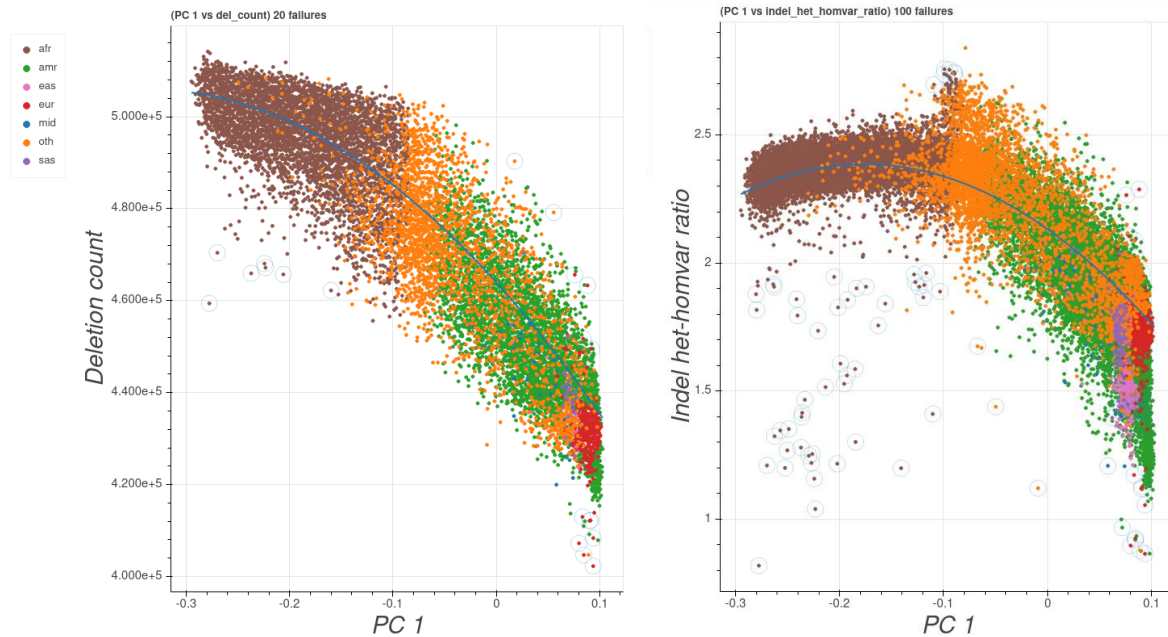 (PC 1 vs del_count) 20 failures
afr
amr
eas
eur
mid
oth
sas
5.000e+5
4.800e+5
4.600e+5
4.400e+5
4.200e+5
4.000e+5
Deletion count
-0.3
-0.2
-0.1
0
0.1
PC 1
(PC 1 vs indel_het_homvar_ratio) 100 failures
2.5
2
1.5
1
Indel het-homvar ratio
-0.3
-0.2
-0.1
0
0.1
PC 1